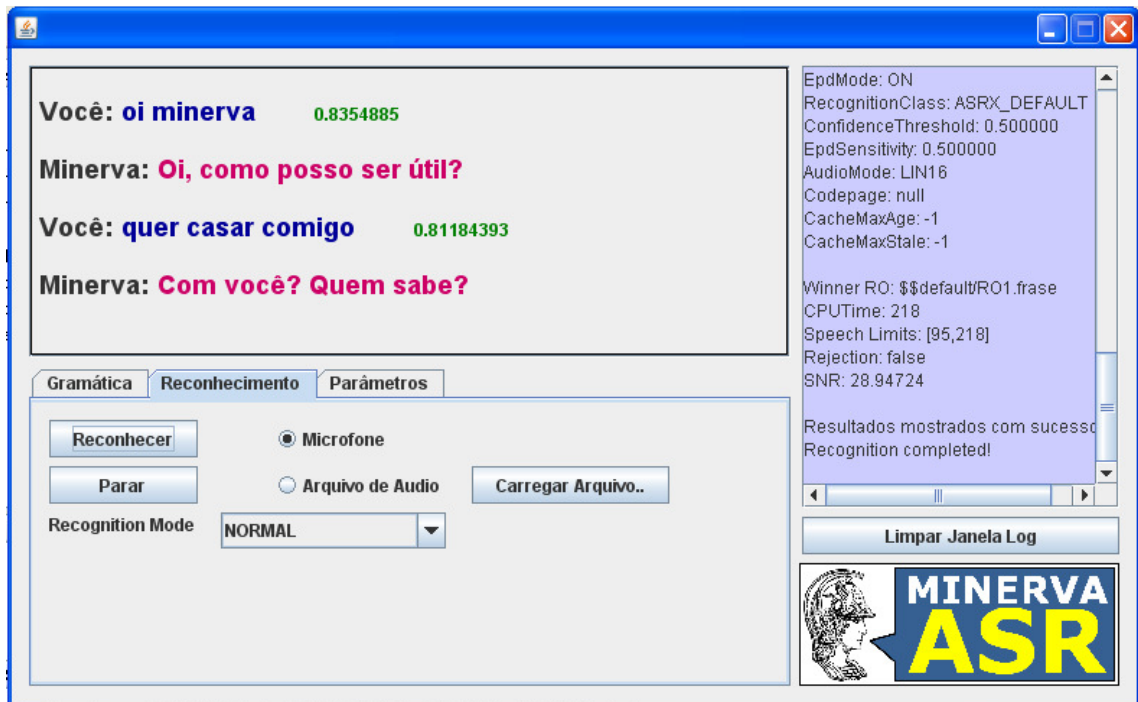 Você: oi minerva 0.8354885
Minerva: Oi, como posso ser útil?
Você: quer casar comigo 0.81184393
Minerva: Com você? Quem sabe?
Gramática Reconhecimento Parâmetros
Reconhecer Microfone
Parar Arquivo de Audio Carregar Arquivo..
Recognition Mode NORMAL
EpdMode: ON
RecognitionClass: ASRX_DEFAULT
ConfidenceThreshold: 0.500000
EpdSensitivity: 0.500000
AudioMode: LIN16
Codepage: null
CacheMaxAge: -1
CacheMaxStale: -1
Winner RO: $$default/RO1.frase
CPUTime: 218
Speech Limits: [95,218]
Rejection: false
SNR: 28.94724
Resultados mostrados com sucesso
Recognition completed!
Limpar Janela Log
MINERVA
ASR